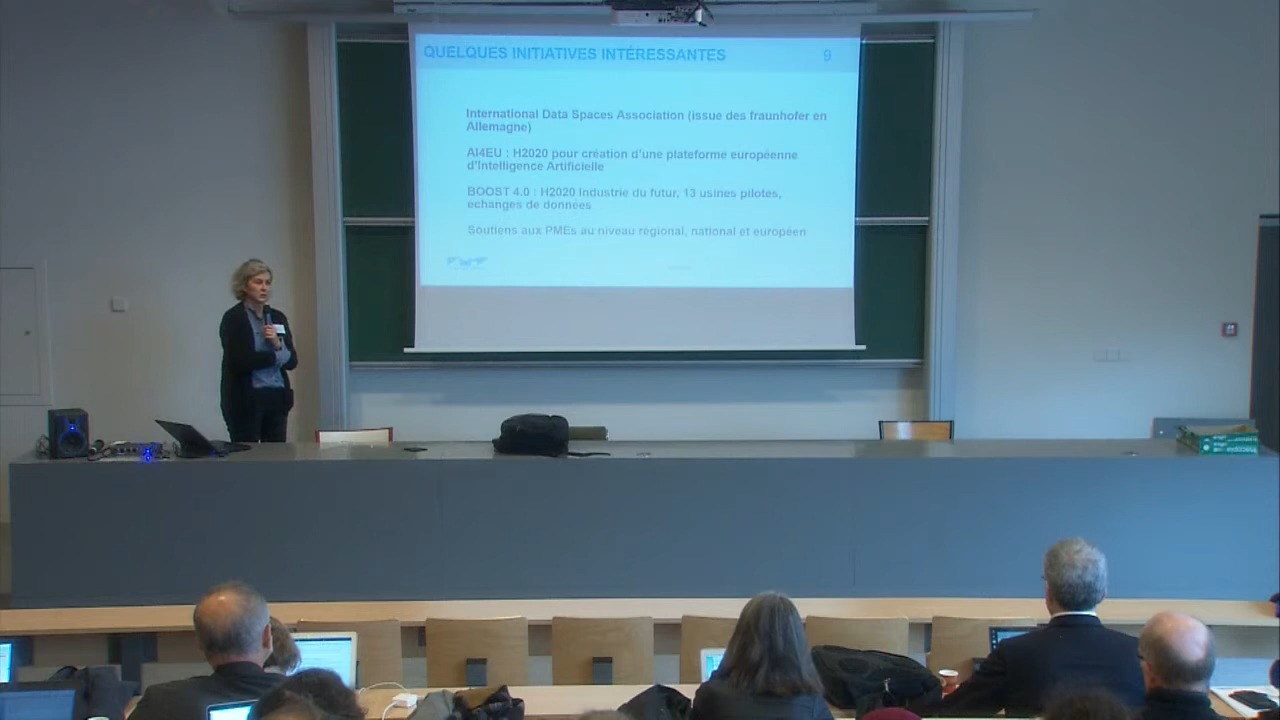 QUELQUES INITIATIVES INTÉRESSANTES 9
International Data Spaces Association (issue des fraunhofer en
Allemagne)
AI4EU : H2020 pour création d'une plateforme européenne
d'Intelligence Artificielle
BOOST 4.0 : H2020 Industrie du futur, 13 usines pilotes,
echanges de données
Soutiens aux PMEs au niveau régional, national et européen